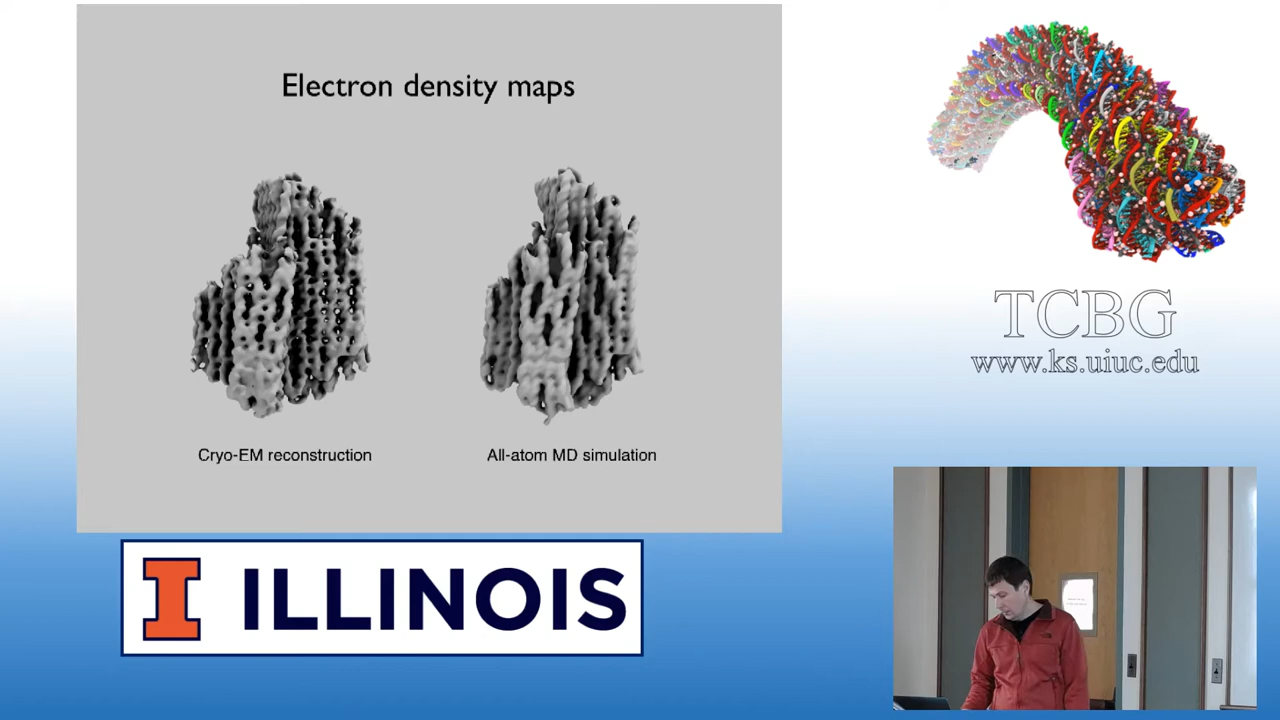 Electron density maps
Cryo-EM reconstruction
All-atom MD simulation
TCBG
www.ks.uiuc.edu
I ILLINOIS